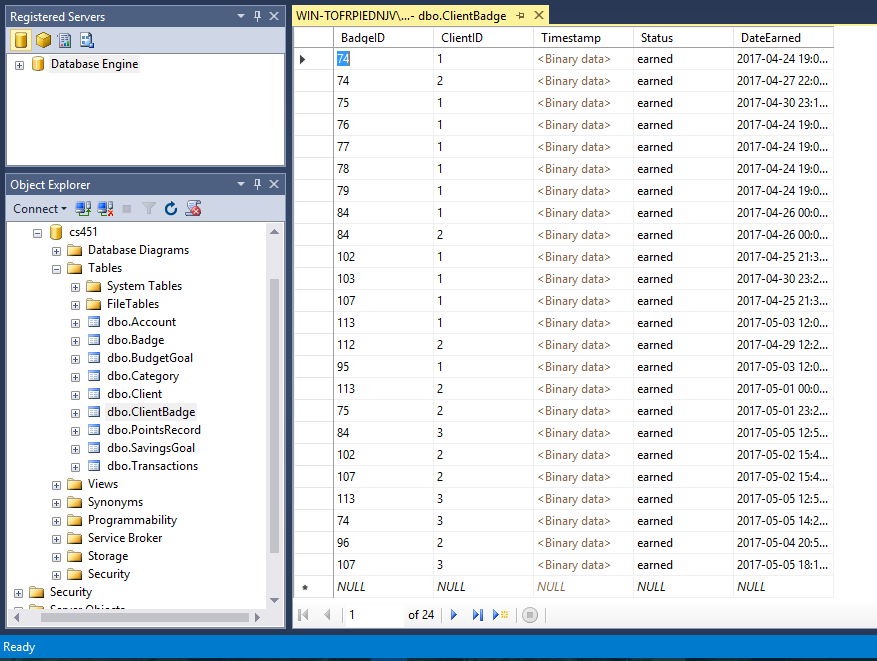 Registered Servers
Database Engine
Object Explorer
Connect
cs451
Database Diagrams
Tables
System Tables
FileTables
dbo.Account
dbo.Badge
dbo.BudgetGoal
dbo.Category
dbo.Client
dbo.ClientBadge
dbo.PointsRecord
dbo.SavingsGoal
dbo.Transactions
Views
Synonyms
Programmability
Service Broker
Storage
Security
Security
Server Objects
WIN-TOFRPIEDNJV\...- dbo.ClientBadge
BadgeID ClientID Timestamp Status DateEarned
74 1 <Binary data> earned 2017-04-24 19:0...
74 2 <Binary data> earned 2017-04-27 22:0...
75 1 <Binary data> earned 2017-04-30 23:1...
76 1 <Binary data> earned 2017-04-24 19:0...
77 1 <Binary data> earned 2017-04-24 19:0...
78 1 <Binary data> earned 2017-04-24 19:0...
79 1 <Binary data> earned 2017-04-24 19:0...
84 1 <Binary data> earned 2017-04-26 00:0...
84 2 <Binary data> earned 2017-04-26 00:0...
102 1 <Binary data> earned 2017-04-25 21:3...
103 1 <Binary data> earned 2017-04-30 23:2...
107 1 <Binary data> earned 2017-04-25 21:3...
113 1 <Binary data> earned 2017-05-03 12:0...
112 2 <Binary data> earned 2017-04-29 12:2...
95 1 <Binary data> earned 2017-05-03 12:0...
113 2 <Binary data> earned 2017-05-01 00:0...
75 2 <Binary data> earned 2017-05-01 23:2...
84 3 <Binary data> earned 2017-05-05 12:5...
102 2 <Binary data> earned 2017-05-02 15:4...
107 2 <Binary data> earned 2017-05-02 15:4...
113 3 <Binary data> earned 2017-05-05 12:5...
74 3 <Binary data> earned 2017-05-05 14:2...
96 2 <Binary data> earned 2017-05-04 20:5...
107 3 <Binary data> earned 2017-05-05 18:1...
NULL NULL NULL NULL NULL
1 of 24
Ready